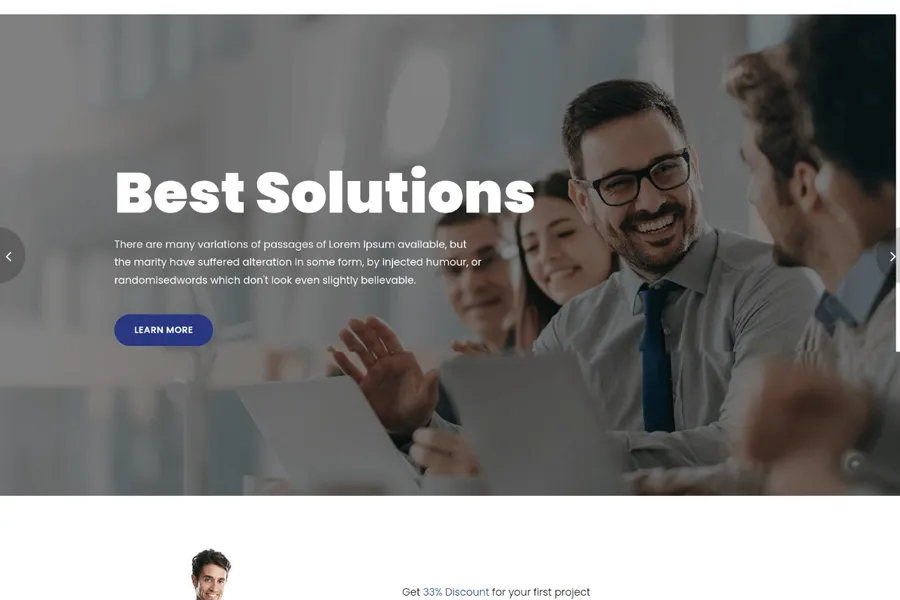 Best Solutions
There are many variations of passages of Lorem Ipsum available, but
the marity have suffered alteration in some form, by injected humour, or
randomisedwords which don't look even slightly believable.
LEARN MORE
Get 33% Discount for your first project